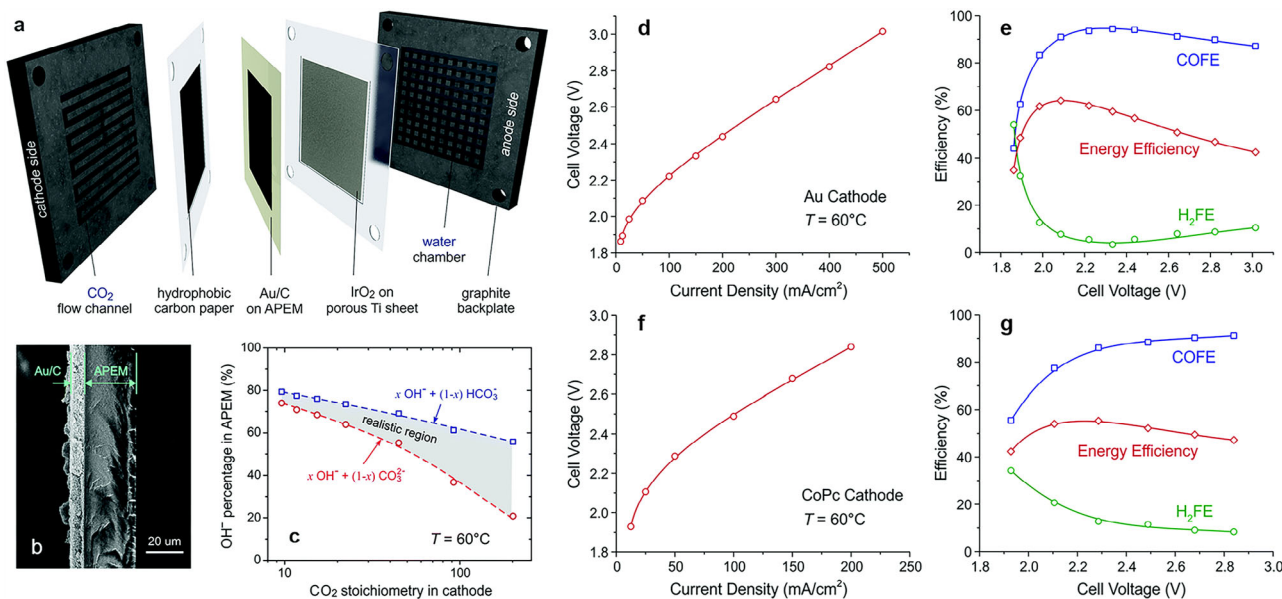 a
cathode side
anode side
CO₂
flow channel
hydrophobic
carbon paper
Au/C
on APEM
IrO₂ on
porous Ti sheet
water
chamber
graphite
backplate
b
Au/C
APEM
20 um
OH⁻ percentage in APEM (%)
100
80
60
40
20
0
x OH⁻ + (1-x) HCO₃⁻
realistic region
x OH⁻ + (1-x) CO₃²⁻
c
T = 60°C
10
100
CO₂ stoichiometry in cathode
d
Cell Voltage (V)
3.0
2.8
2.6
2.4
2.2
2.0
1.8
Au Cathode
T = 60°C
0 100 200 300 400 500
Current Density (mA/cm²)
e
Efficiency (%)
100
80
60
40
20
0
COFE
Energy Efficiency
H₂FE
1.8 2.0 2.2 2.4 2.6 2.8 3.0
Cell Voltage (V)
f
Cell Voltage (V)
3.0
2.8
2.6
2.4
2.2
2.0
1.8
CoPc Cathode
T = 60°C
0 50 100 150 200 250
Current Density (mA/cm²)
g
Efficiency (%)
100
80
60
40
20
0
COFE
Energy Efficiency
H₂FE
1.8 2.0 2.2 2.4 2.6 2.8 3.0
Cell Voltage (V)